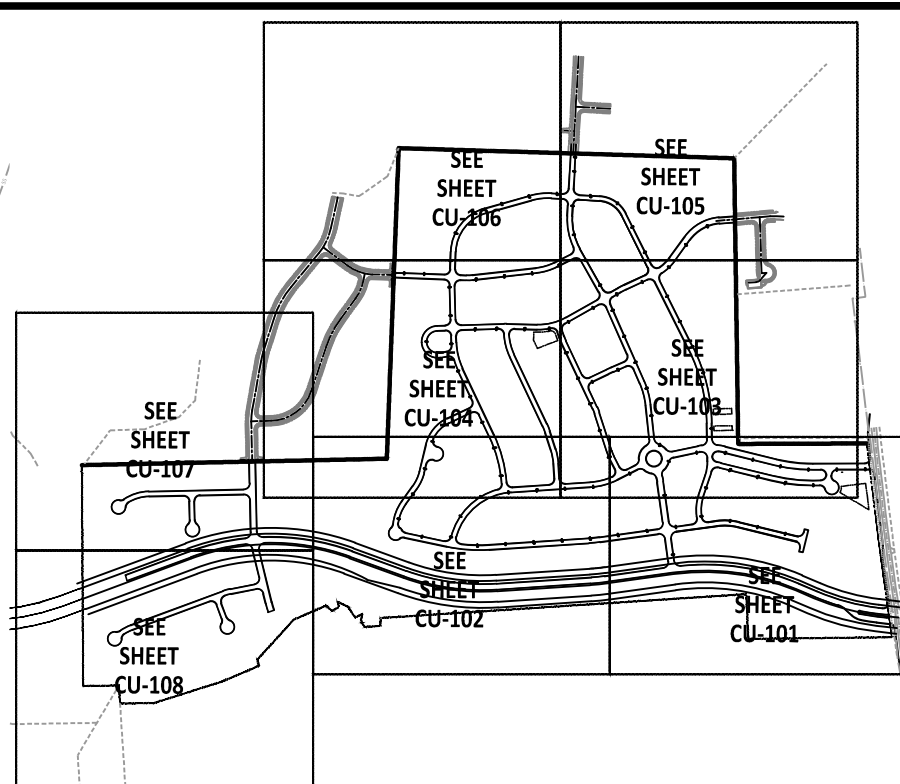 SEE
SHEET
CU-106
SEE
SHEET
CU-105
SEE
SHEET
CU-104
SEE
SHEET
CU-103
SEE
SHEET
CU-107
SEE
SHEET
CU-102
SEE
SHEET
CU-101
SEE
SHEET
CU-108